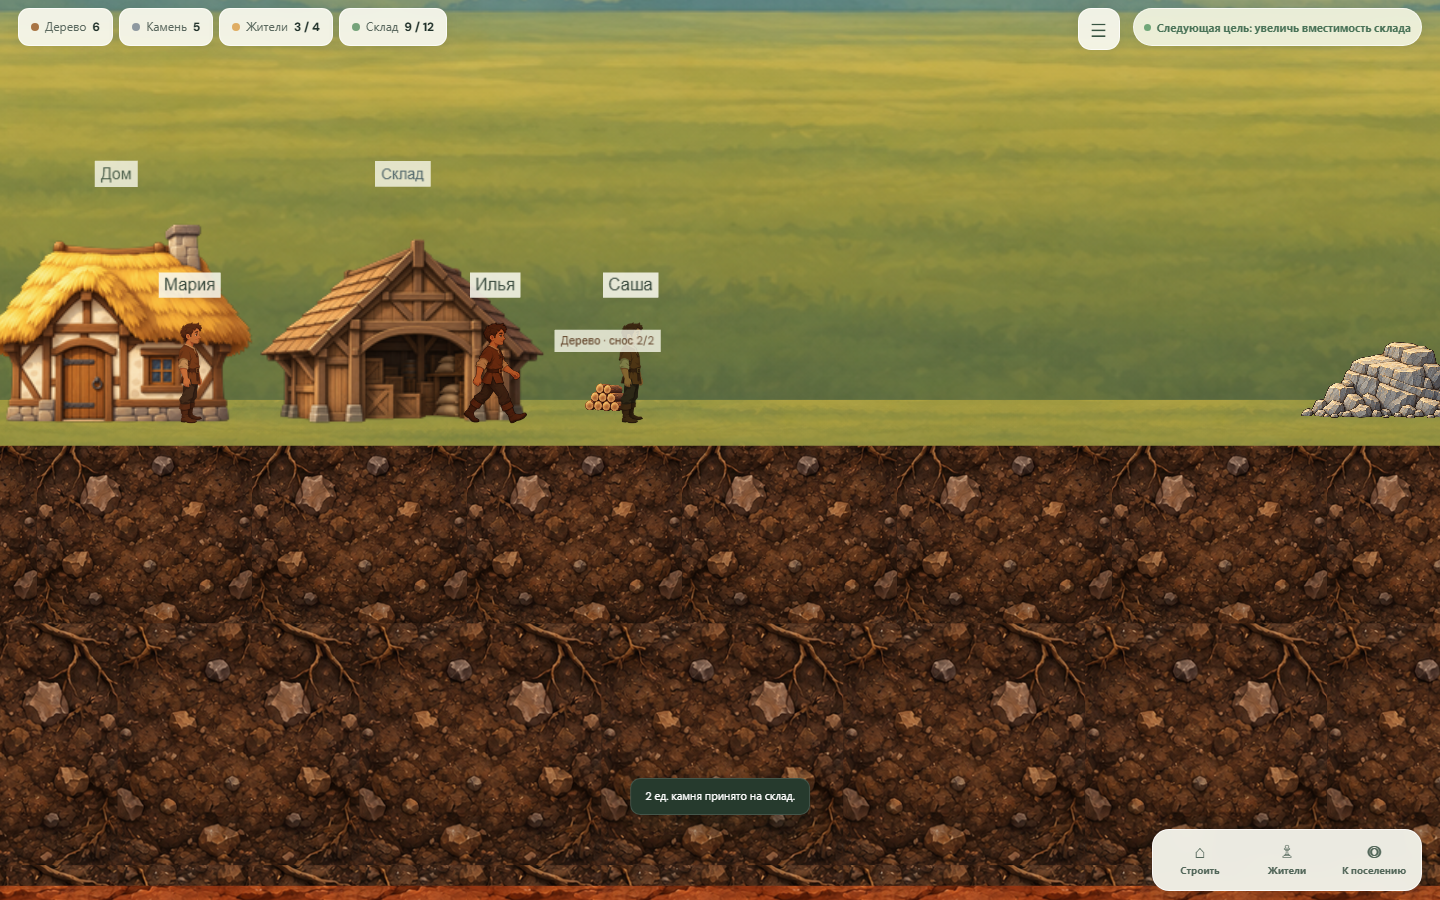 Дерево 6
Камень 5
Жители 3 / 4
Склад 9 / 12
Следующая цель: увеличь вместимость склада
Дом
Склад
Мария
Илья
Саша
Дерево · снос 2/2
2 ед. камня принято на склад.
Строить
Жители
К поселению